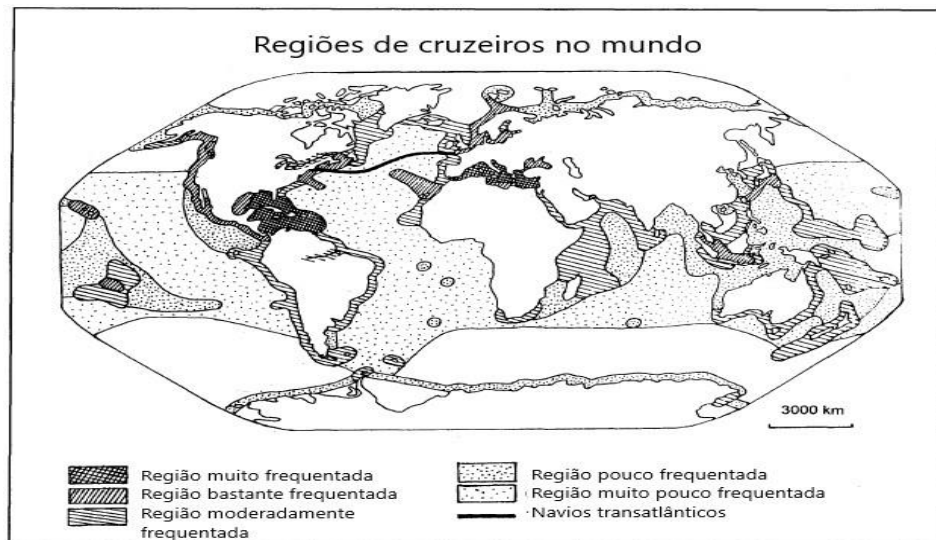 Regiões de cruzeiros no mundo
3000 km
Região muito frequentada
Região bastante frequentada
Região moderadamente
frequentada
Região pouco frequentada
Região muito pouco frequentada
Navios transatlânticos